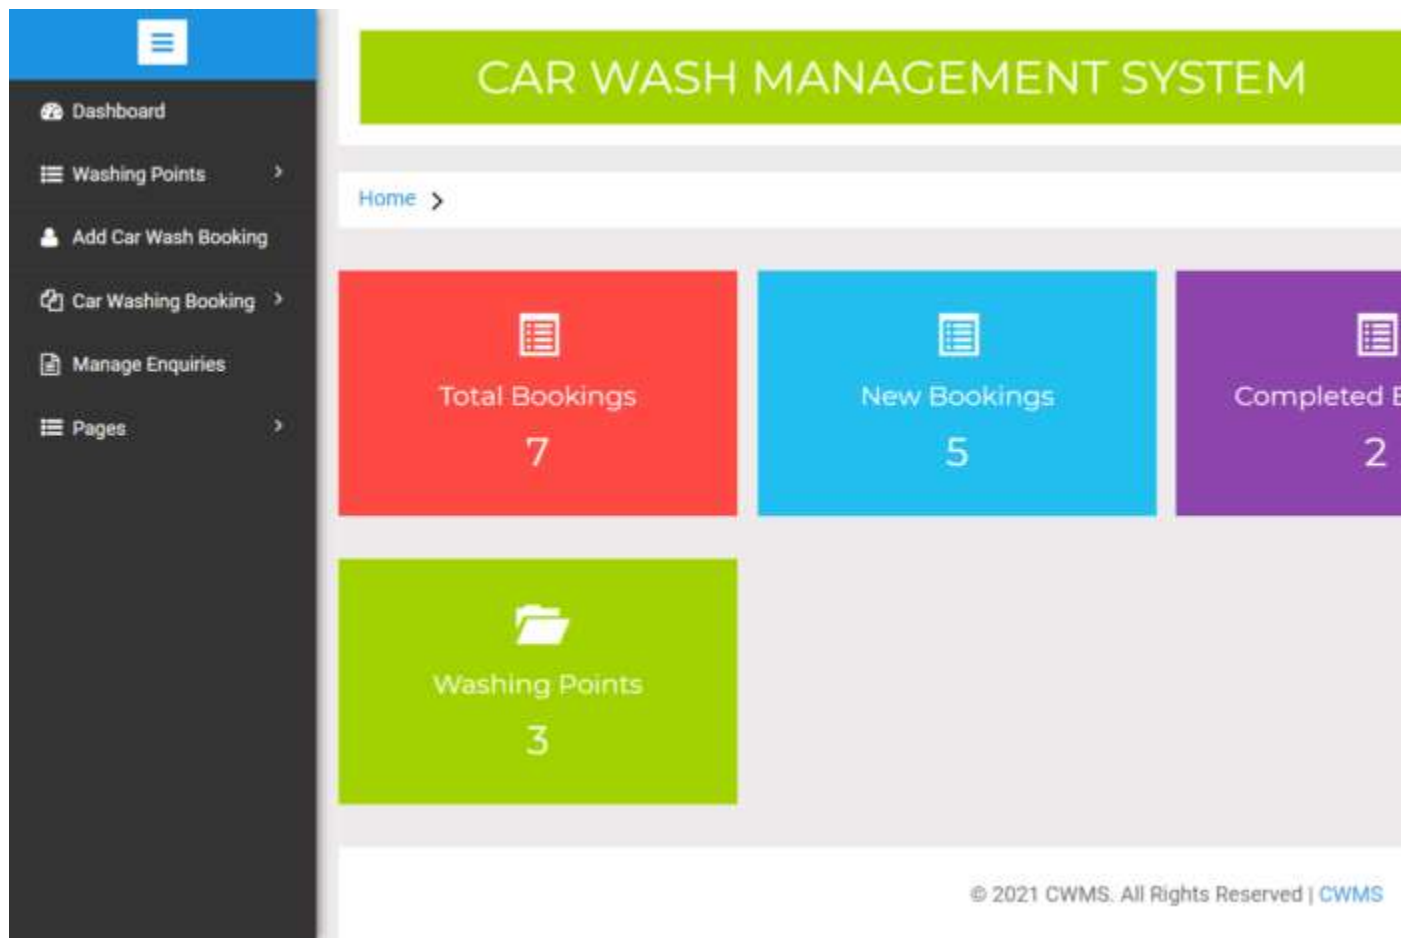 CAR WASH MANAGEMENT SYSTEM
Dashboard
Washing Points
Add Car Wash Booking
Car Washing Booking
Manage Enquiries
Pages
Home
Total Bookings
7
New Bookings
5
Completed
2
Washing Points
3
© 2021 CWMS. All Rights Reserved | CWMS